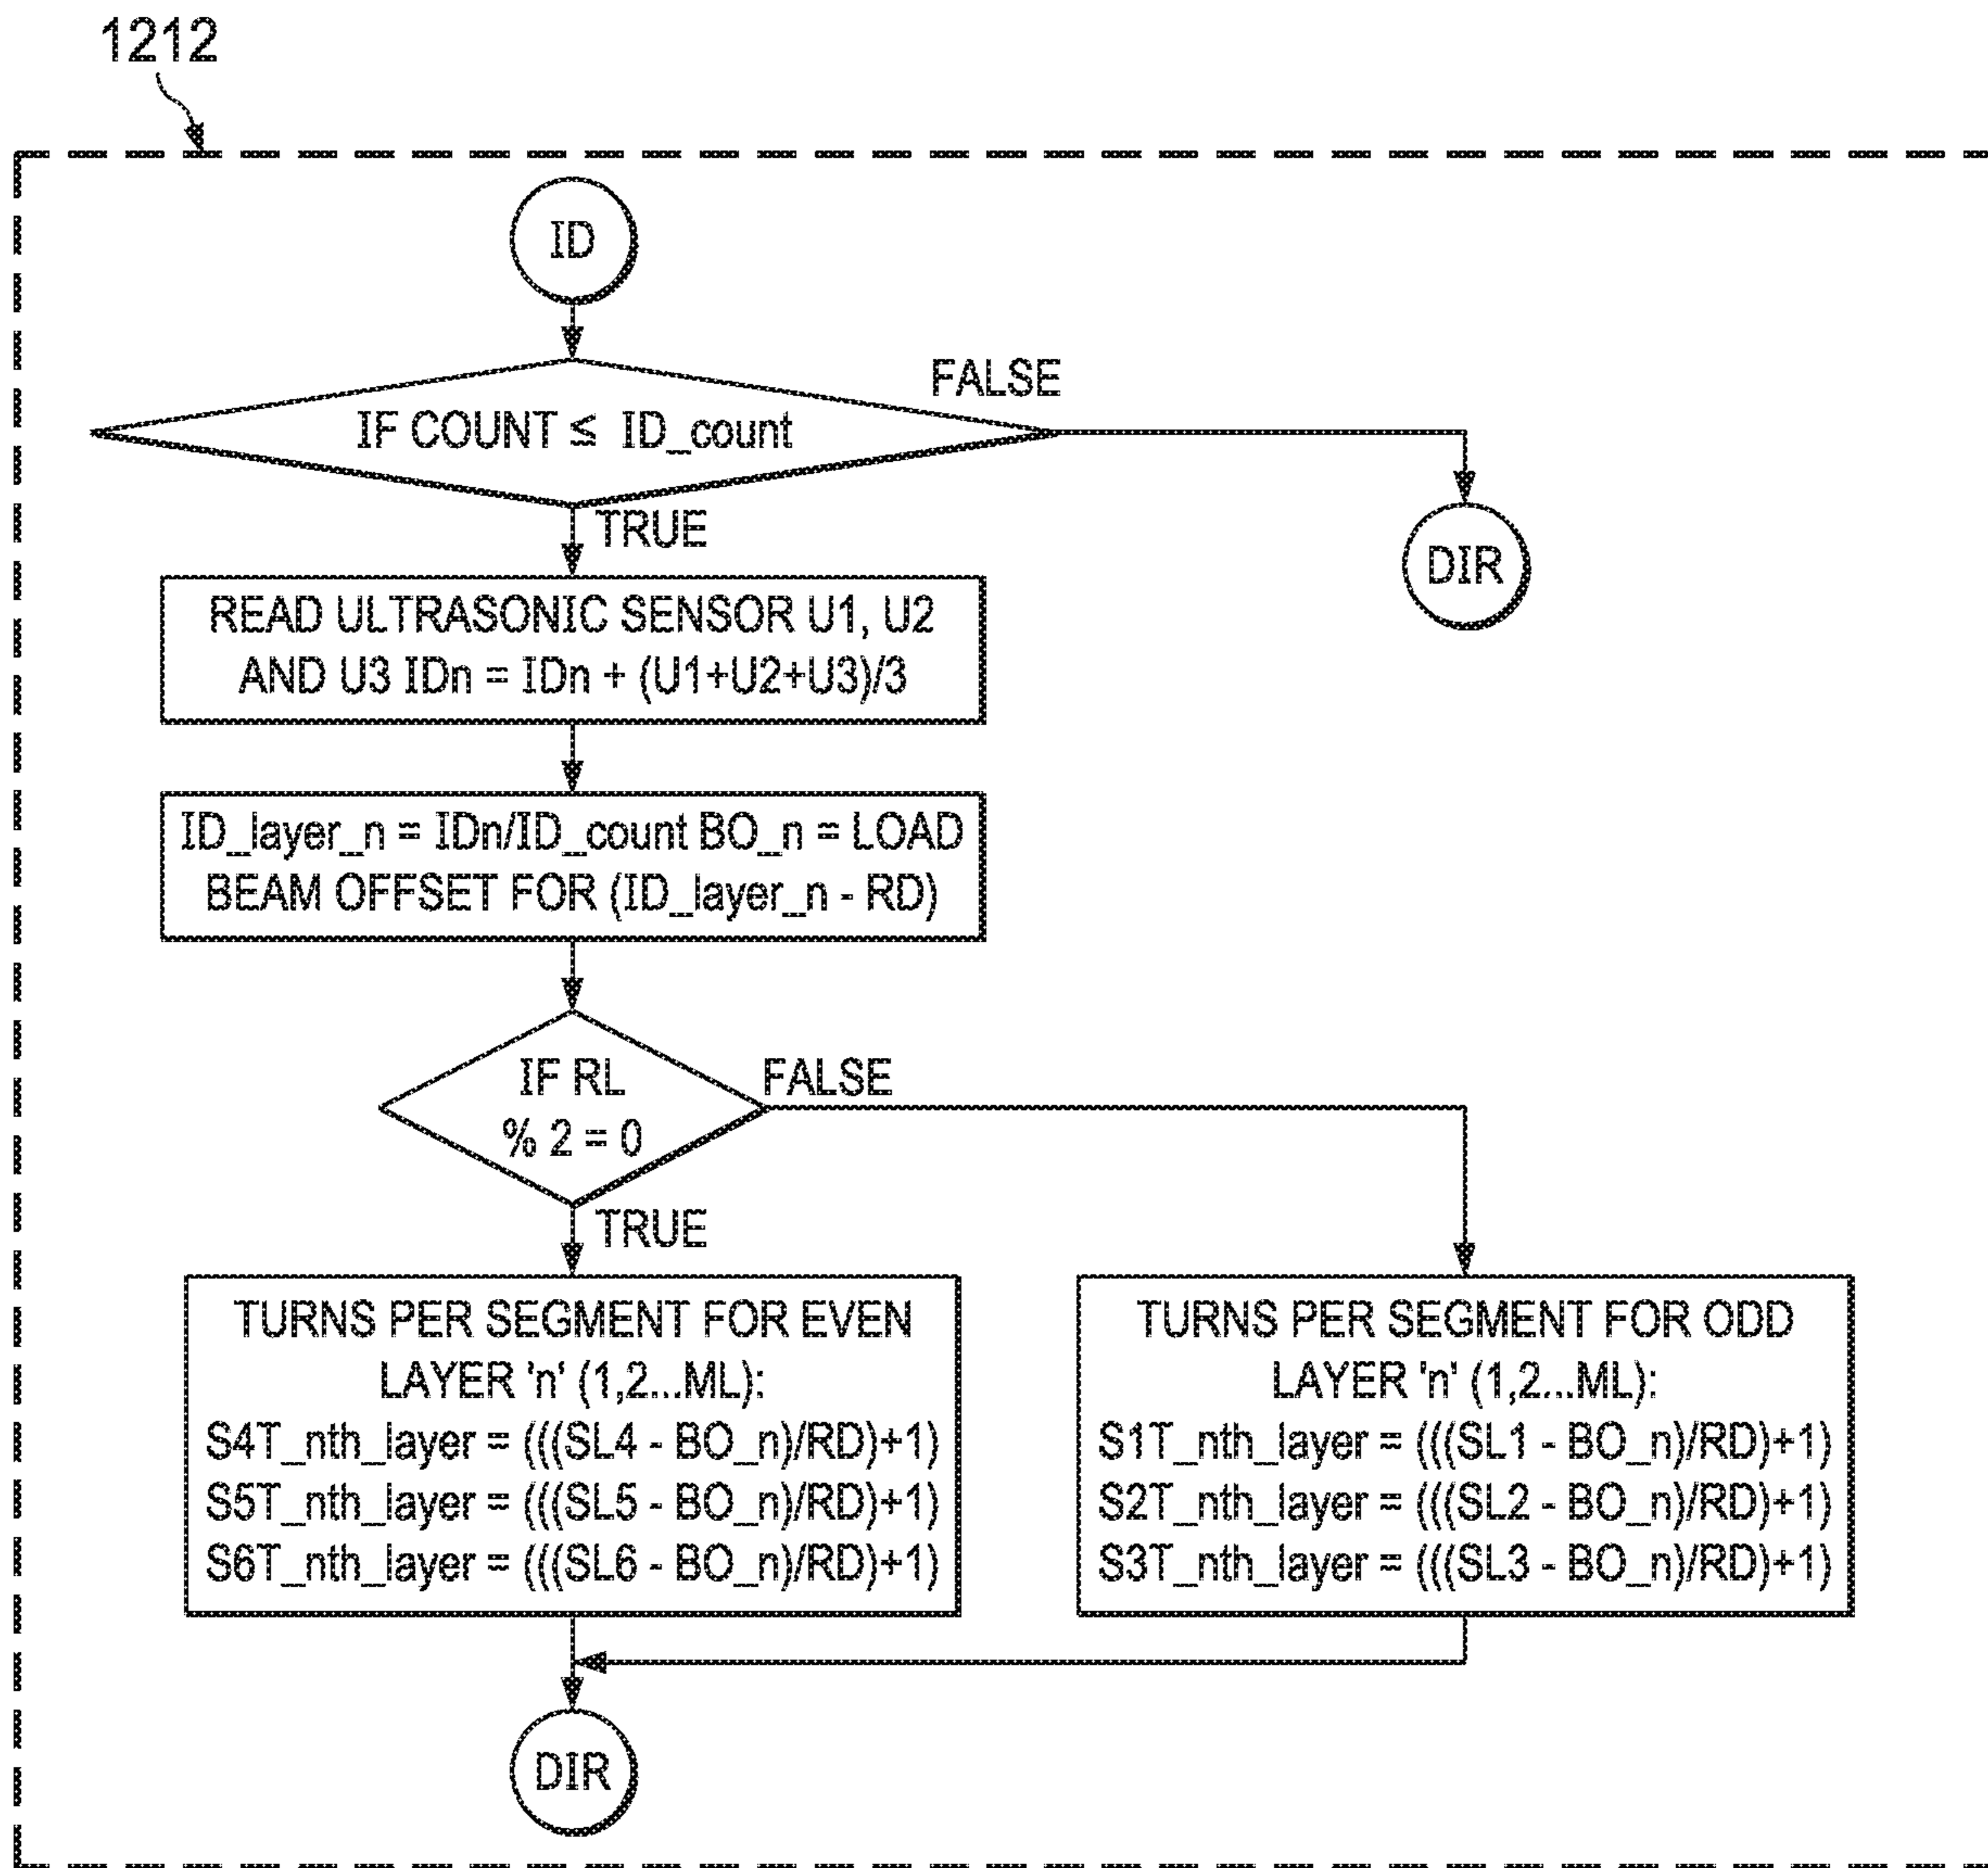 1212
ID
IF COUNT ≤ ID_count
FALSE
TRUE
DIR
READ ULTRASONIC SENSOR U1, U2
AND U3 IDn = IDn + (U1+U2+U3)/3
ID_layer_n = IDn/ID_count BO_n = LOAD
BEAM OFFSET FOR (ID_layer_n - RD)
IF RL
% 2 = 0
FALSE
TRUE
TURNS PER SEGMENT FOR EVEN
LAYER 'n' (1,2...ML):
S4T_nth_layer = (((SL4 - BO_n)/RD)+1)
S5T_nth_layer = (((SL5 - BO_n)/RD)+1)
S6T_nth_layer = (((SL6 - BO_n)/RD)+1)
TURNS PER SEGMENT FOR ODD
LAYER 'n' (1,2...ML):
S1T_nth_layer = (((SL1 - BO_n)/RD)+1)
S2T_nth_layer = (((SL2 - BO_n)/RD)+1)
S3T_nth_layer = (((SL3 - BO_n)/RD)+1)
DIR